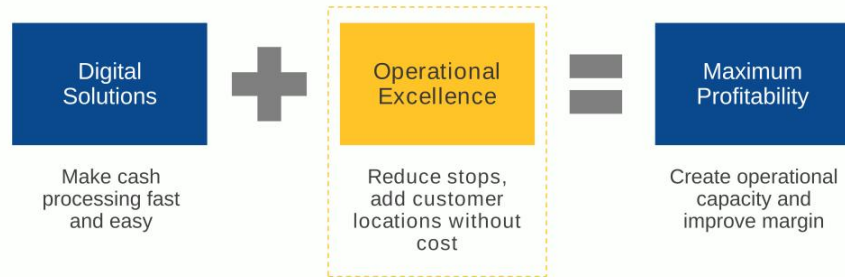 Digital
Solutions
Make cash
processing fast
and easy
Operational
Excellence
Reduce stops,
add customer
locations without
cost
Maximum
Profitability
Create operational
capacity and
improve margin